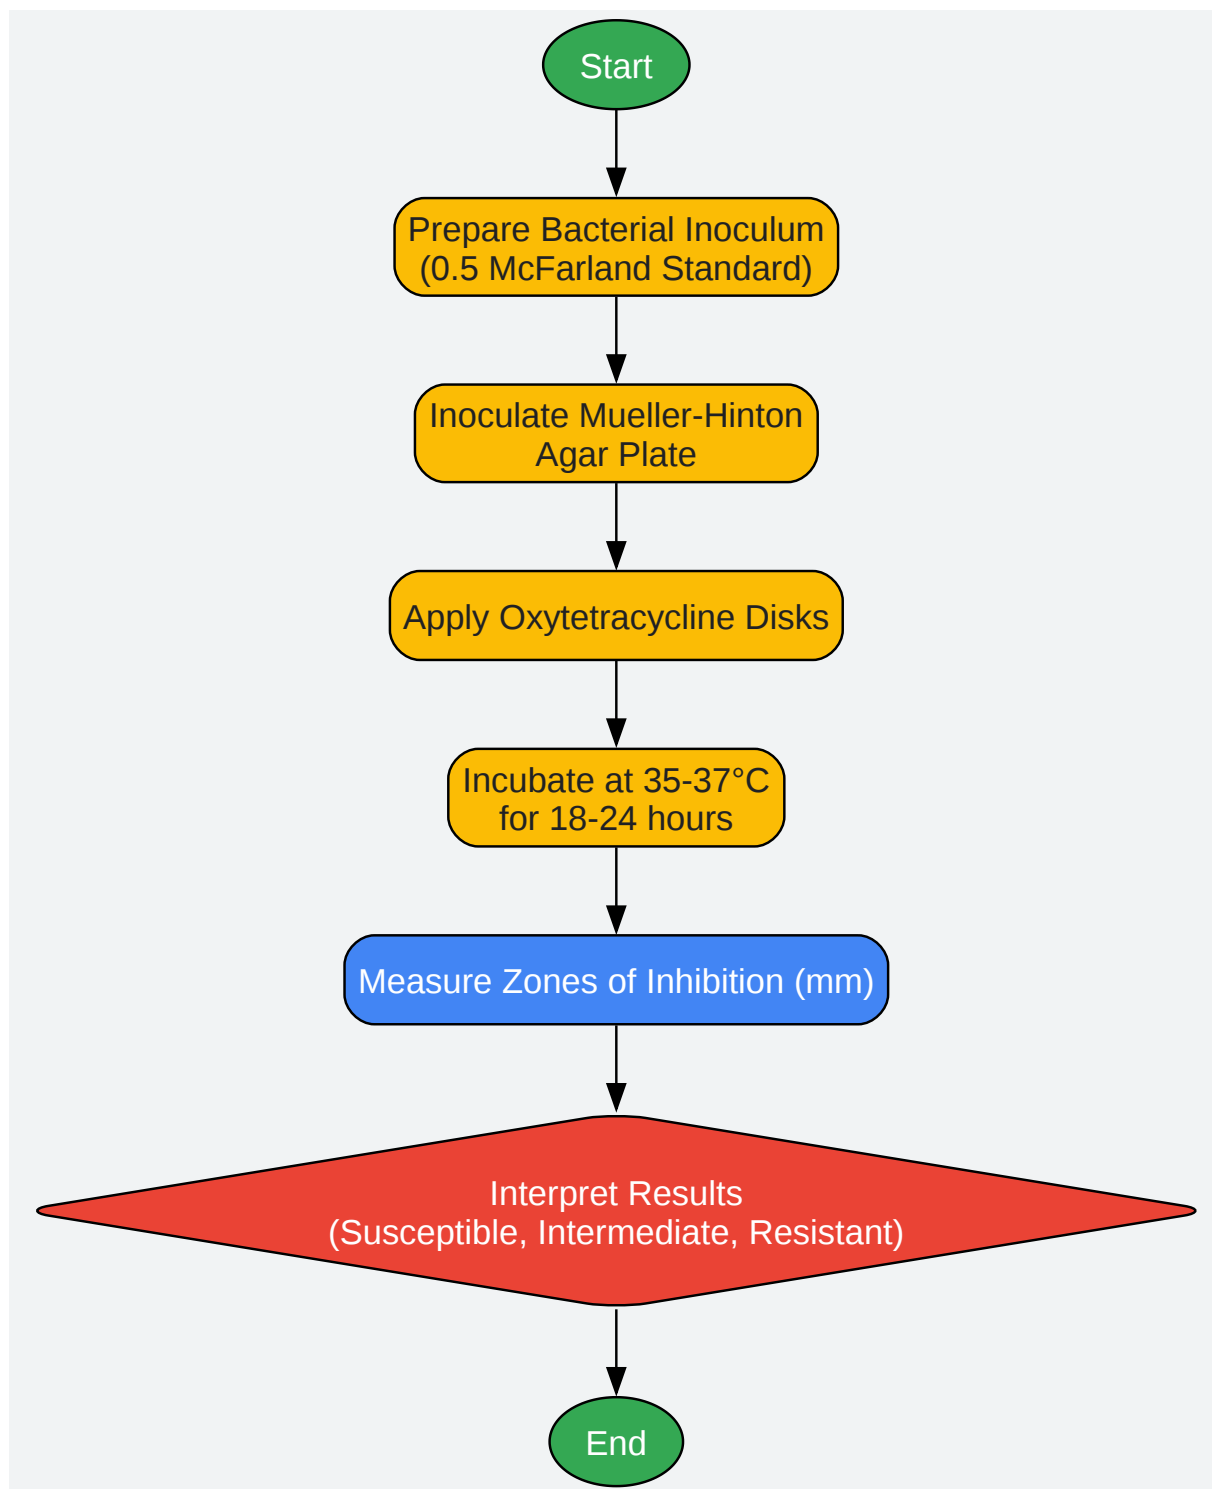 Start
Prepare Bacterial Inoculum
(0.5 McFarland Standard)
Inoculate Mueller-Hinton
Agar Plate
Apply Oxytetracycline Disks
Incubate at 35-37°C
for 18-24 hours
Measure Zones of Inhibition (mm)
Interpret Results
(Susceptible, Intermediate, Resistant)
End